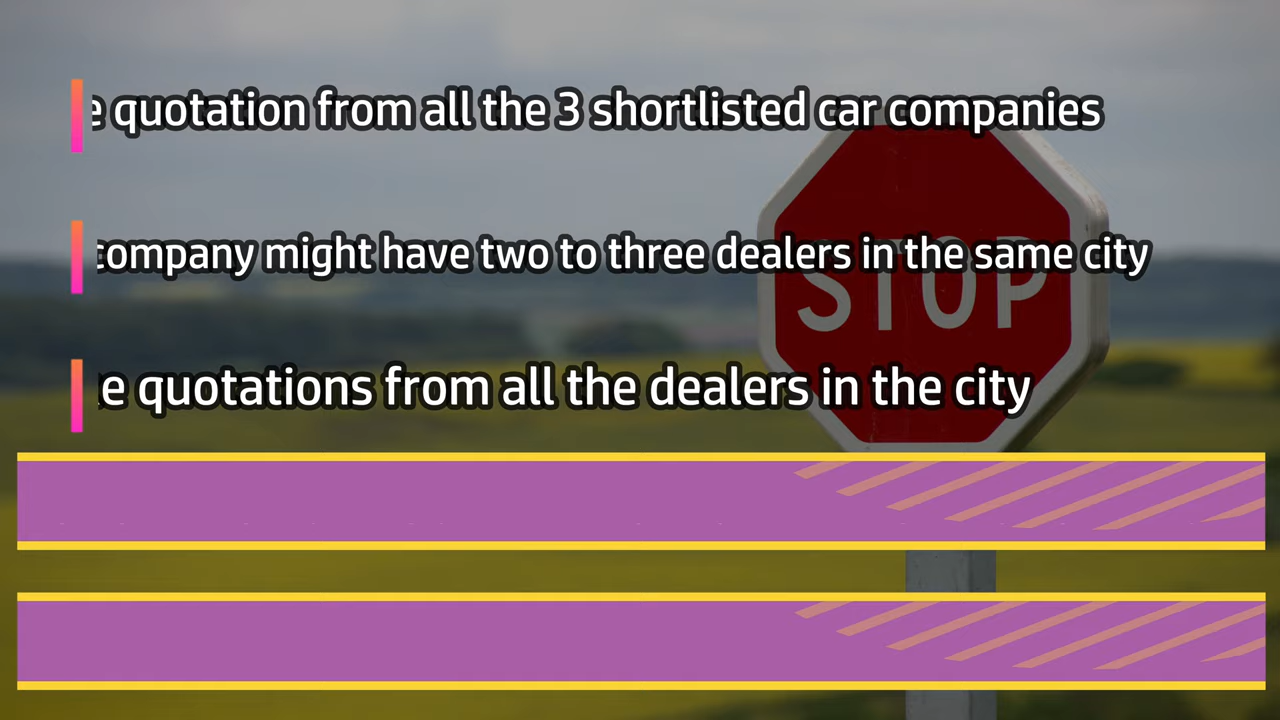 quotation from all the 3 shortlisted car companies
company might have two to three dealers in the same city
quotations from all the dealers in the city
STOP